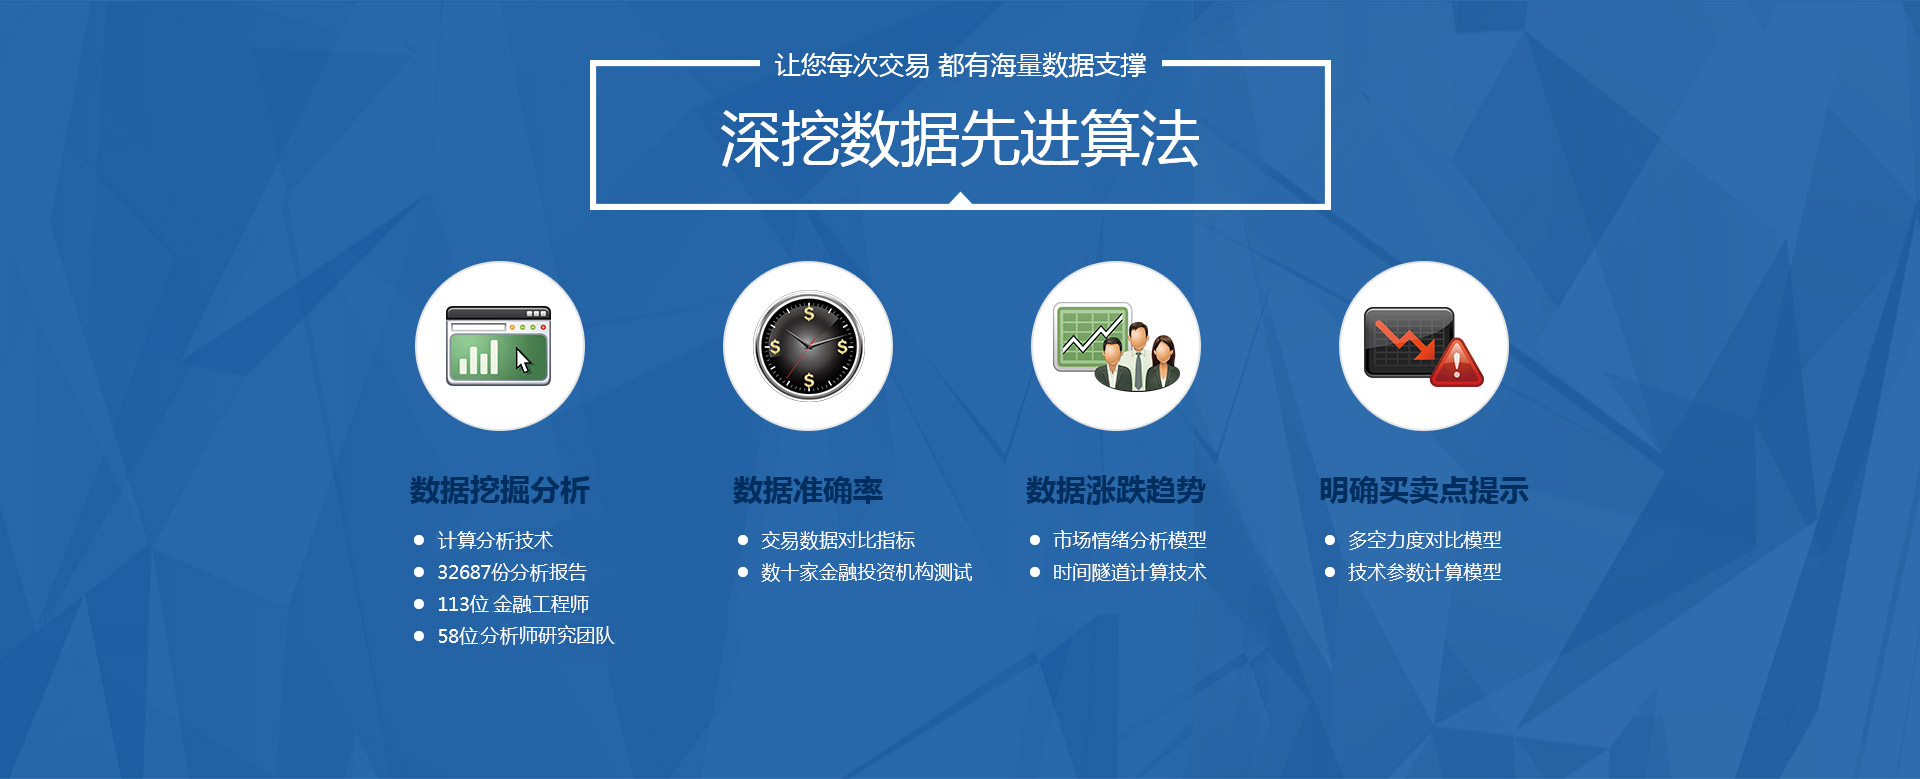 让您每次交易 都有海量数据支撑
深挖数据先进算法
数据挖掘分析
计算分析技术
32687份分析报告
113位 金融工程师
58位分析师研究团队
数据准确率
交易数据对比指标
数十家金融投资机构测试
数据涨跌趋势
市场情绪分析模型
时间隧道计算技术
明确买卖点提示
多空力度对比模型
技术参数计算模型